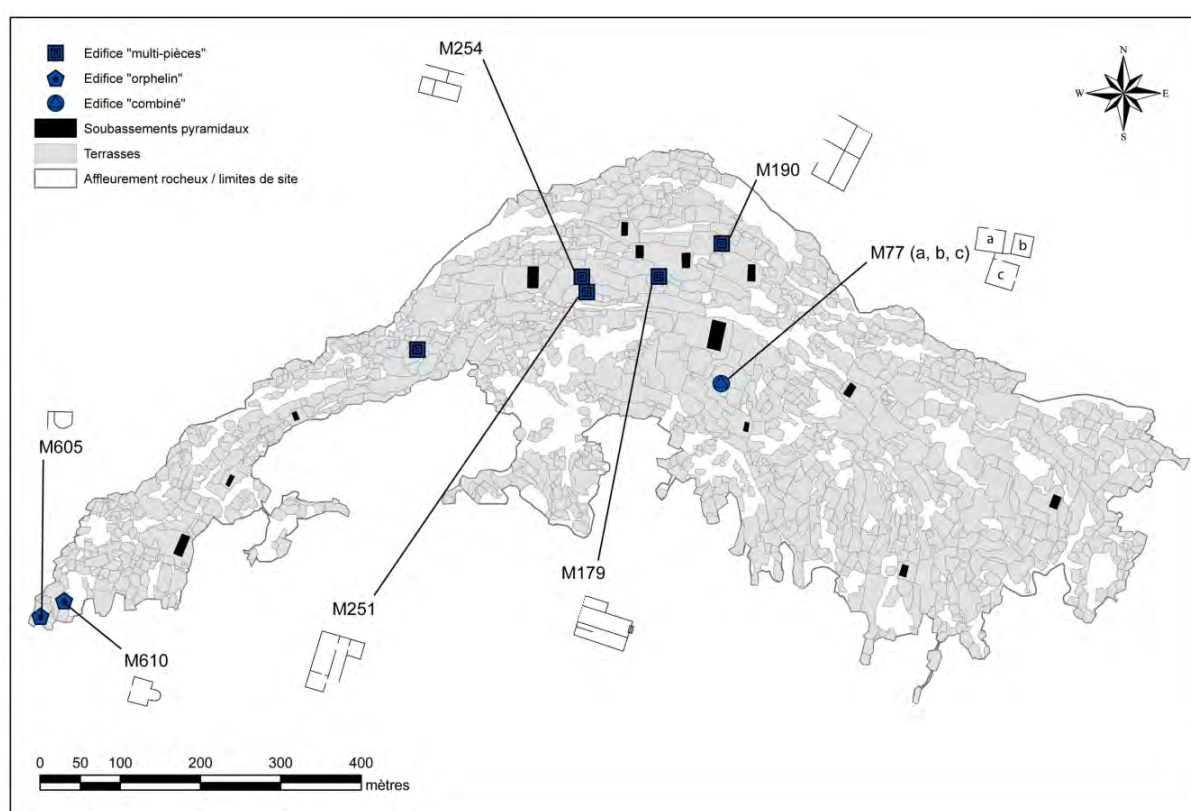 Edifice "multi-pièces"
Edifice "orphelin"
Edifice "combiné"
Soubassements pyramidaux
Terrasses
Affleurement rocheux / limites de site
M254
N
W E
S
M190
M77 (a, b, c)
a b
c
M605
M179
M251
M610
0 50 100 200 300 400
mètres